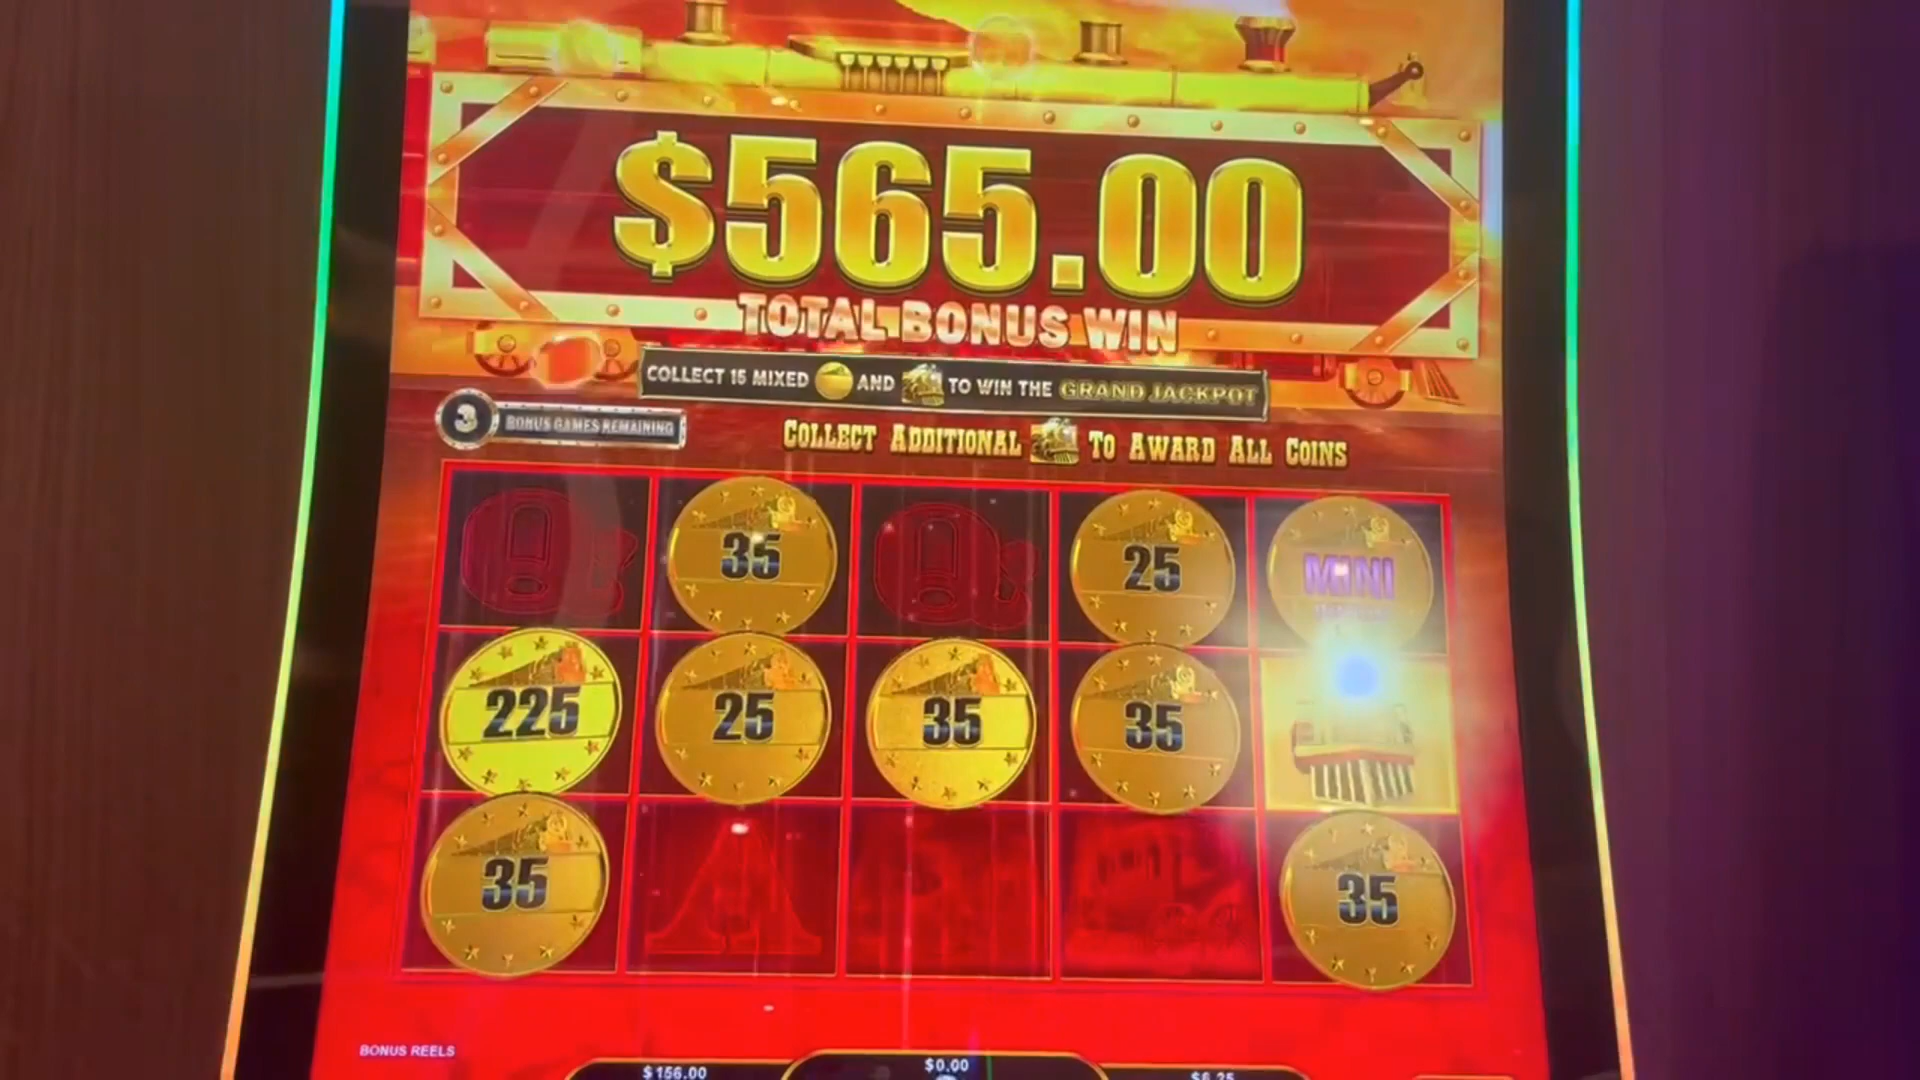 $565.00
TOTAL BONUS WIN
COLLECT 15 MIXED AND TO WIN THE GRAND JACKPOT
3 BONUS GAMES REMAINING
COLLECT ADDITIONAL TO AWARD ALL COINS
35 25 MINI
225 25 35 35
35 35
BONUS REELS
$156.00 $0.00 $6.25